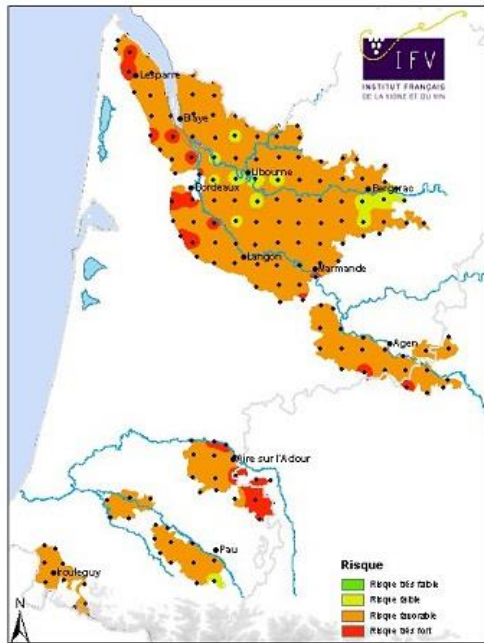 IFV
INSTITUT FRANÇAIS
DE LA VIGNE ET DU VIN
Lesparre
Blaye
Libourne
Bordeaux
Bergerac
Langon
Marmande
Agen
Aire sur l'Adour
Pau
Irouleguy
Risque
Risque très faible
Risque faible
Risque favorable
Risque très fort
N